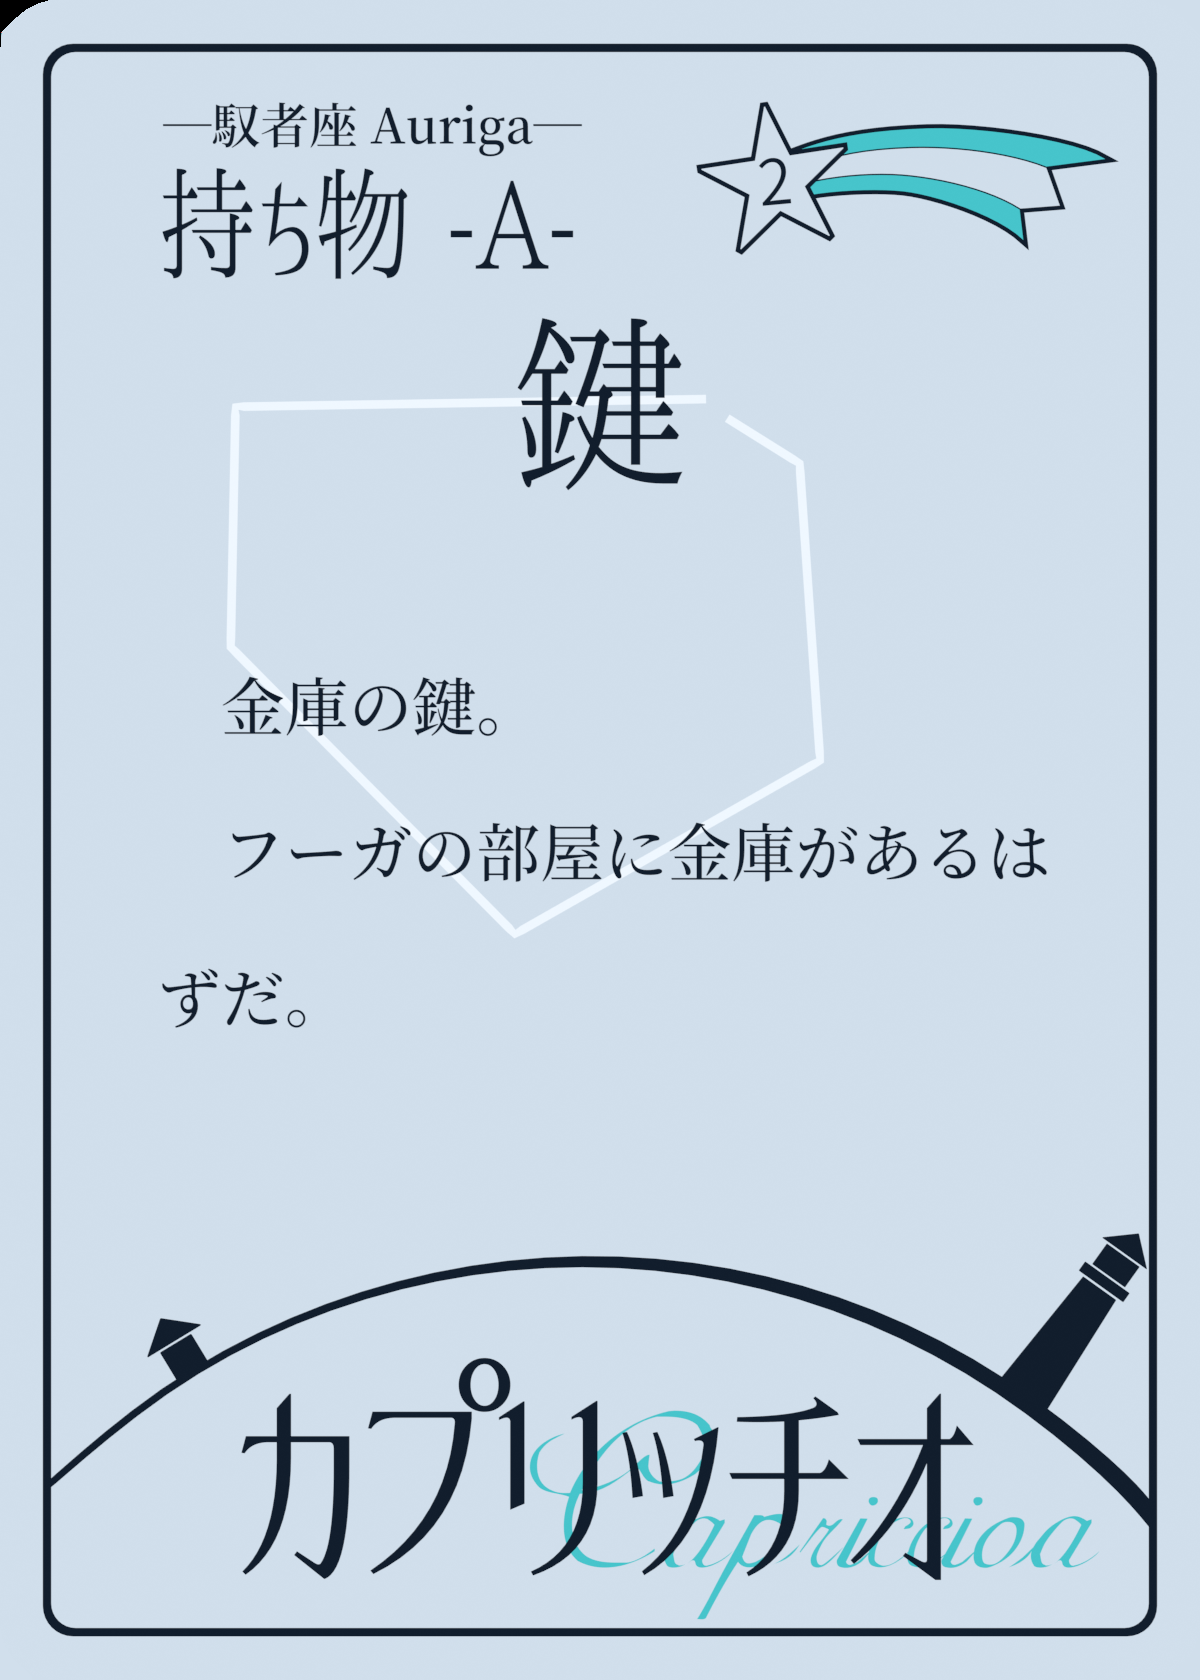 —馭者座 Auriga—
持ち物 -A-
2
鍵
金庫の鍵。
フーガの部屋に金庫があるは
ずだ。
カプリッチオ
Capriccioa